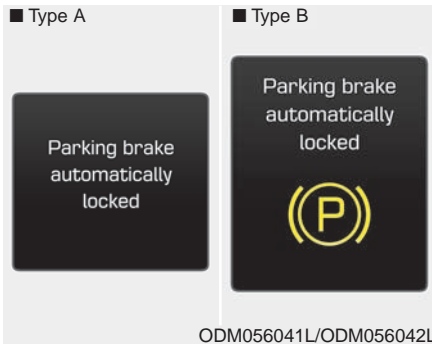 ■ Type A
■ Type B
Parking brake
automatically
locked
Parking brake
automatically
locked
(P)
ODM056041L/ODM056042L